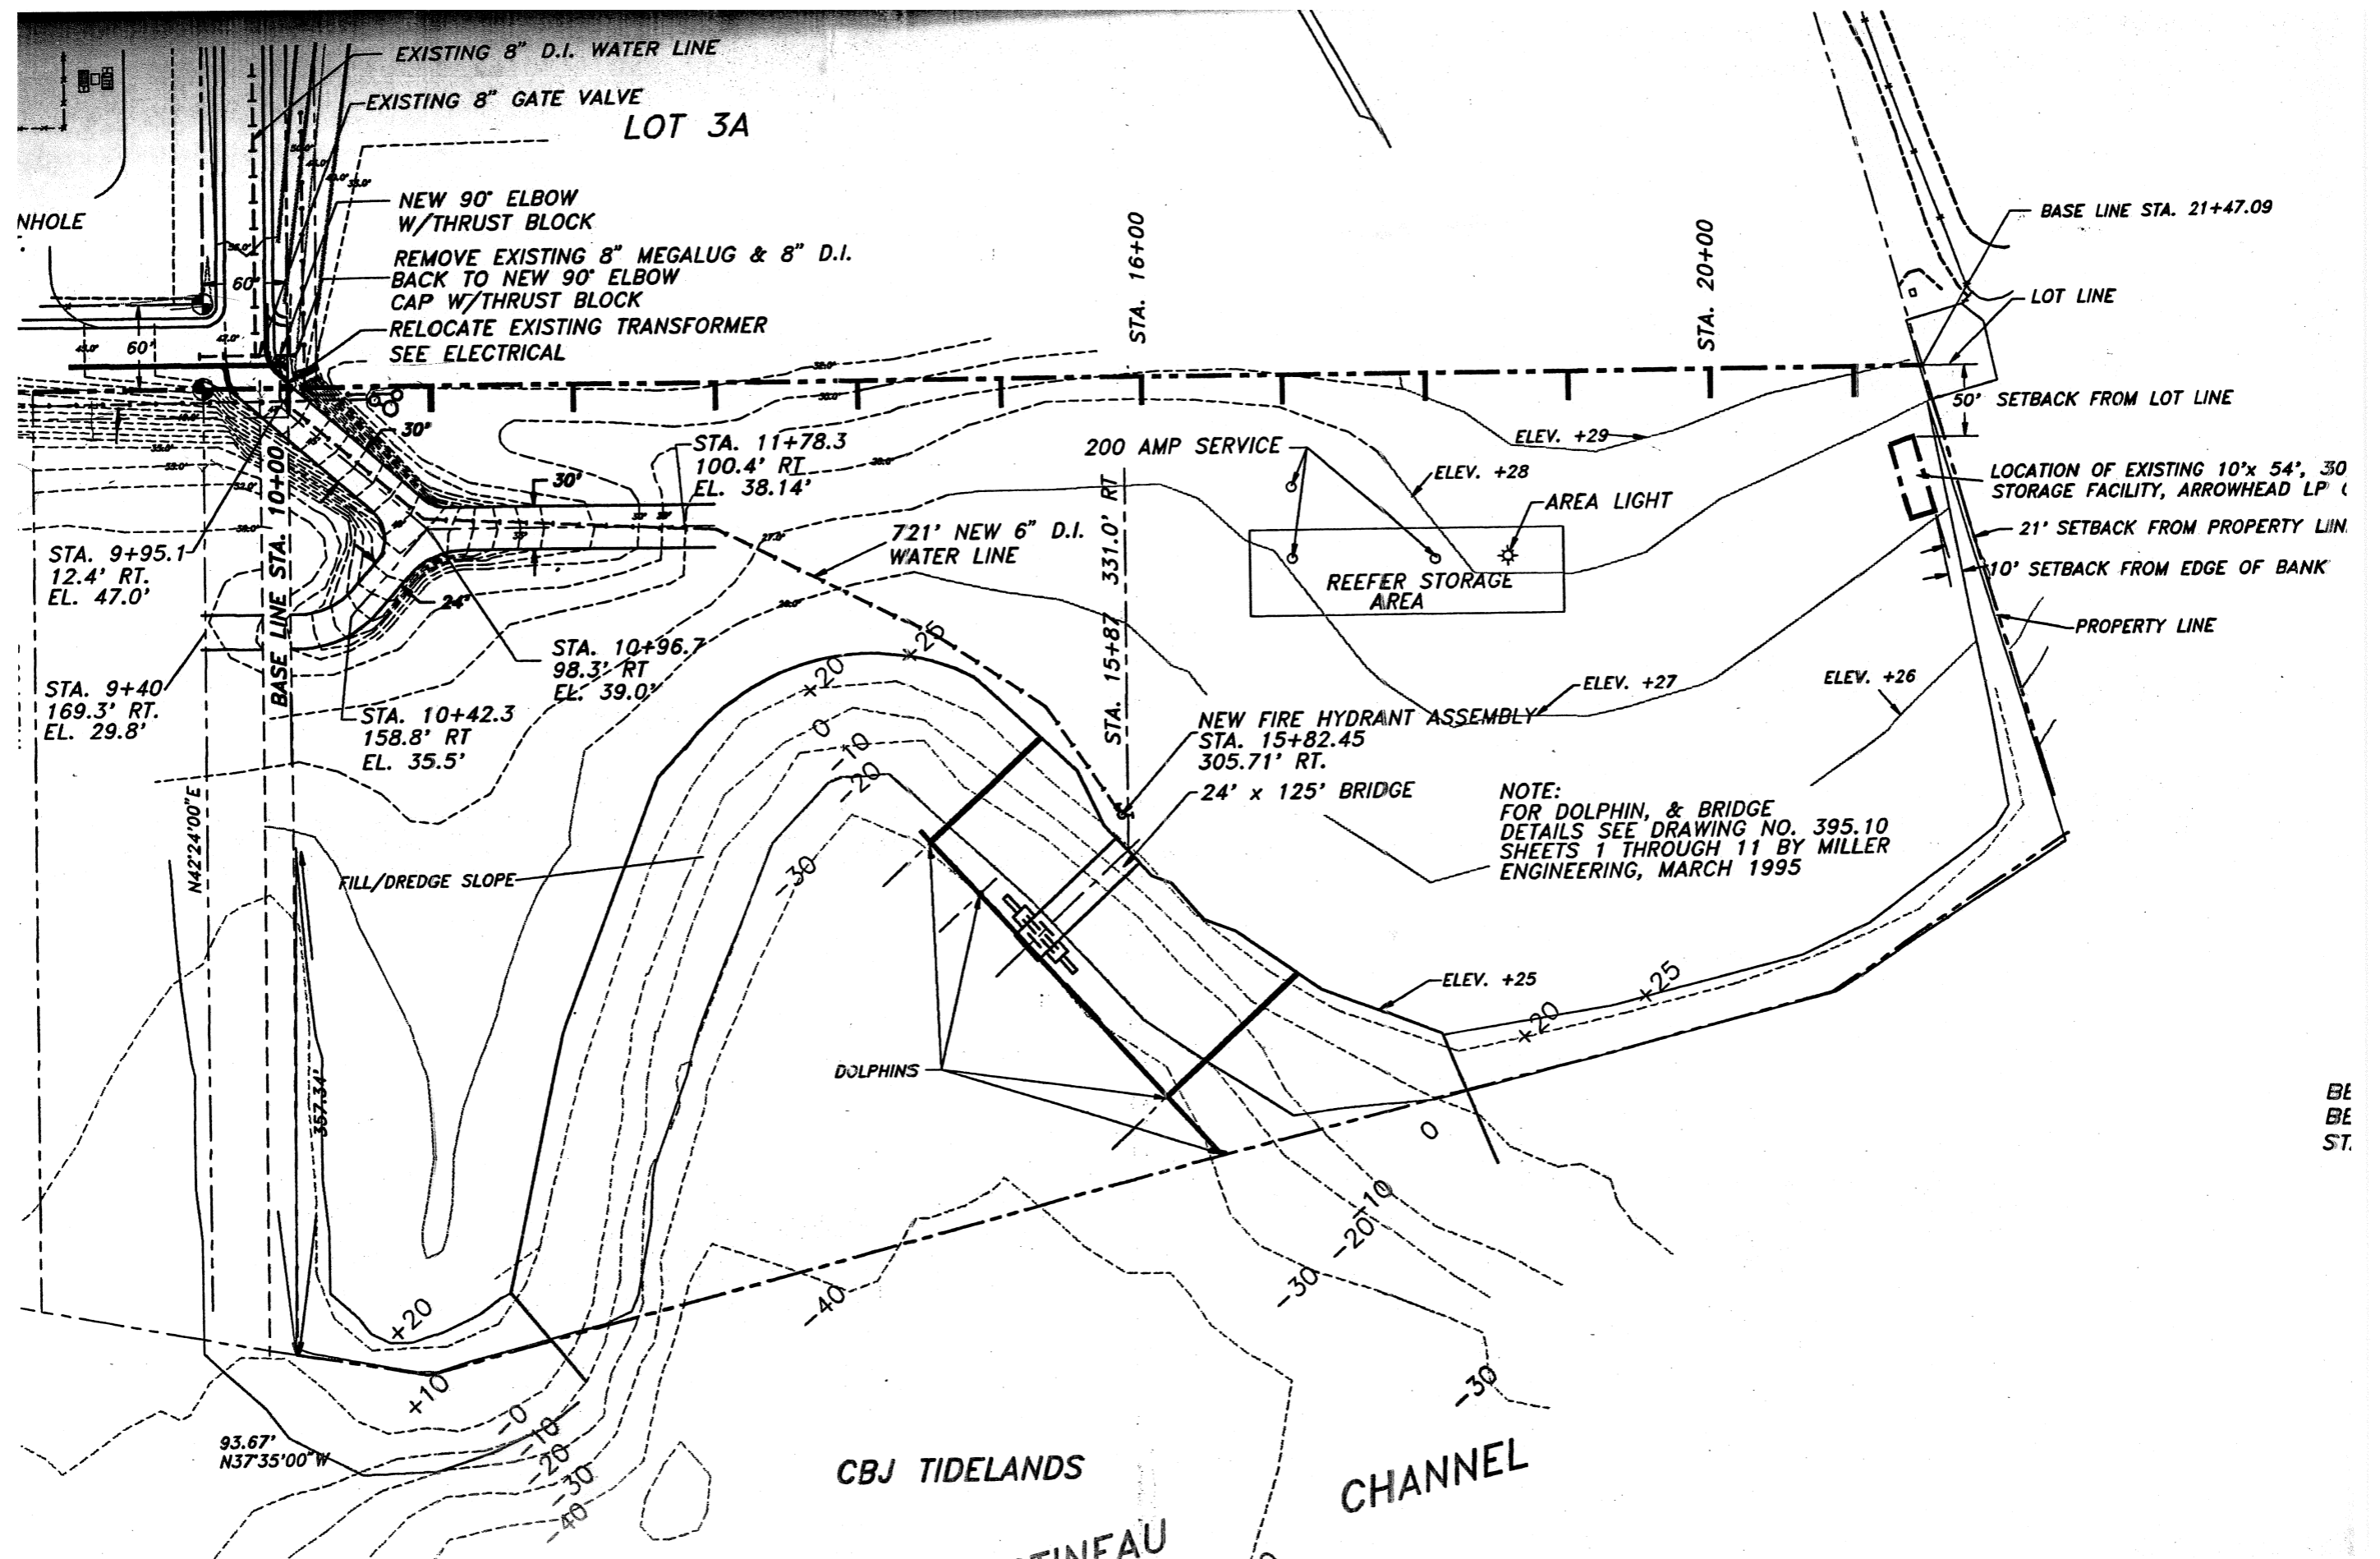 EXISTING 8" D.I. WATER LINE
EXISTING 8" GATE VALVE
LOT 3A
NEW 90° ELBOW
W/THRUST BLOCK
REMOVE EXISTING 8" MEGALUG & 8" D.I.
BACK TO NEW 90° ELBOW
CAP W/THRUST BLOCK
RELOCATE EXISTING TRANSFORMER
SEE ELECTRICAL
NHOLE
60'
60'
STA. 16+00
STA. 20+00
BASE LINE STA. 21+47.09
LOT LINE
50' SETBACK FROM LOT LINE
LOCATION OF EXISTING 10'x 54', 30
STORAGE FACILITY, ARROWHEAD LP
21' SETBACK FROM PROPERTY LIN
10' SETBACK FROM EDGE OF BANK
PROPERTY LINE
30'
30'
24'
STA. 11+78.3
100.4' RT
EL. 38.14'
200 AMP SERVICE
ELEV. +29
ELEV. +28
AREA LIGHT
REEFER STORAGE
AREA
721' NEW 6" D.I.
WATER LINE
STA. 15+87 331.0' RT
BASE LINE STA. 10+00
STA. 9+95.1
12.4' RT.
EL. 47.0'
STA. 9+40
169.3' RT.
EL. 29.8'
STA. 10+42.3
158.8' RT
EL. 35.5'
STA. 10+96.7
98.3' RT
EL. 39.0'
ELEV. +27
ELEV. +26
NEW FIRE HYDRANT ASSEMBLY
STA. 15+82.45
305.71' RT.
24' x 125' BRIDGE
NOTE:
FOR DOLPHIN, & BRIDGE
DETAILS SEE DRAWING NO. 395.10
SHEETS 1 THROUGH 11 BY MILLER
ENGINEERING, MARCH 1995
+25
+20
0
-10
-20
-30
N42°24'00"E
FILL/DREDGE SLOPE
357.34'
DOLPHINS
ELEV. +25
+25
+20
0
-10
-20
-30
-30
-40
+20
+10
-0
-10
-20
-30
-40
93.67'
N37°35'00"W
CBJ TIDELANDS
CHANNEL
TINEAU
BE
BE
ST.